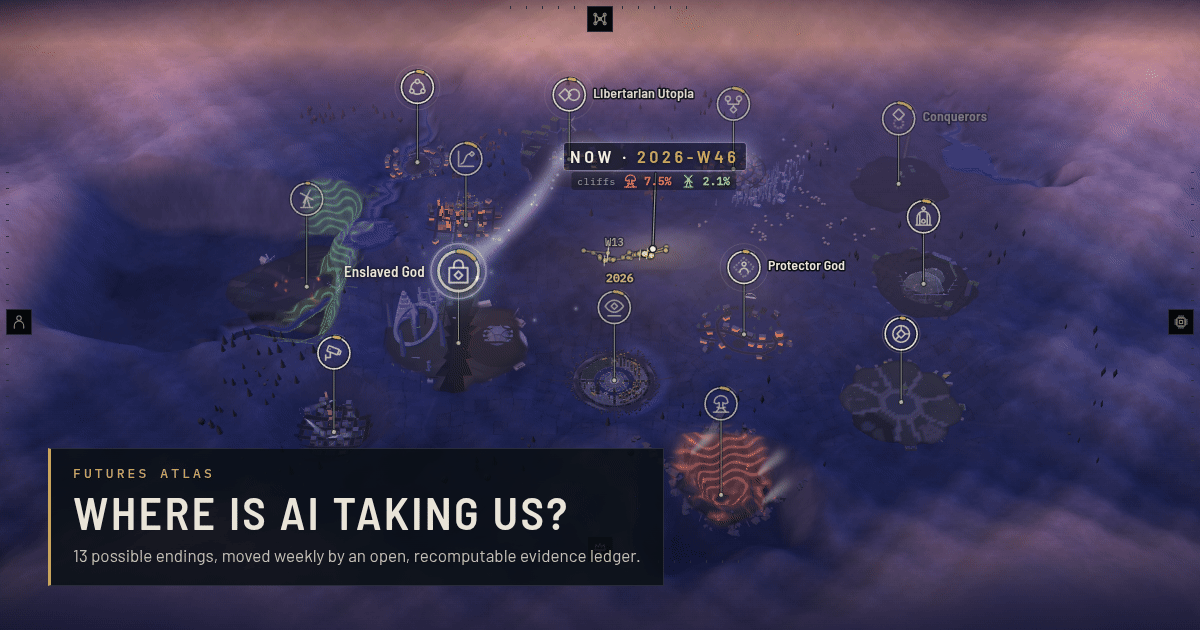 Libertarian Utopia
Conquerors
NOW · 2026-W46
cliffs 7.5% 2.1%
W13
Enslaved God
Protector God
2026
FUTURES ATLAS
WHERE IS AI TAKING US?
13 possible endings, moved weekly by an open, recomputable evidence ledger.